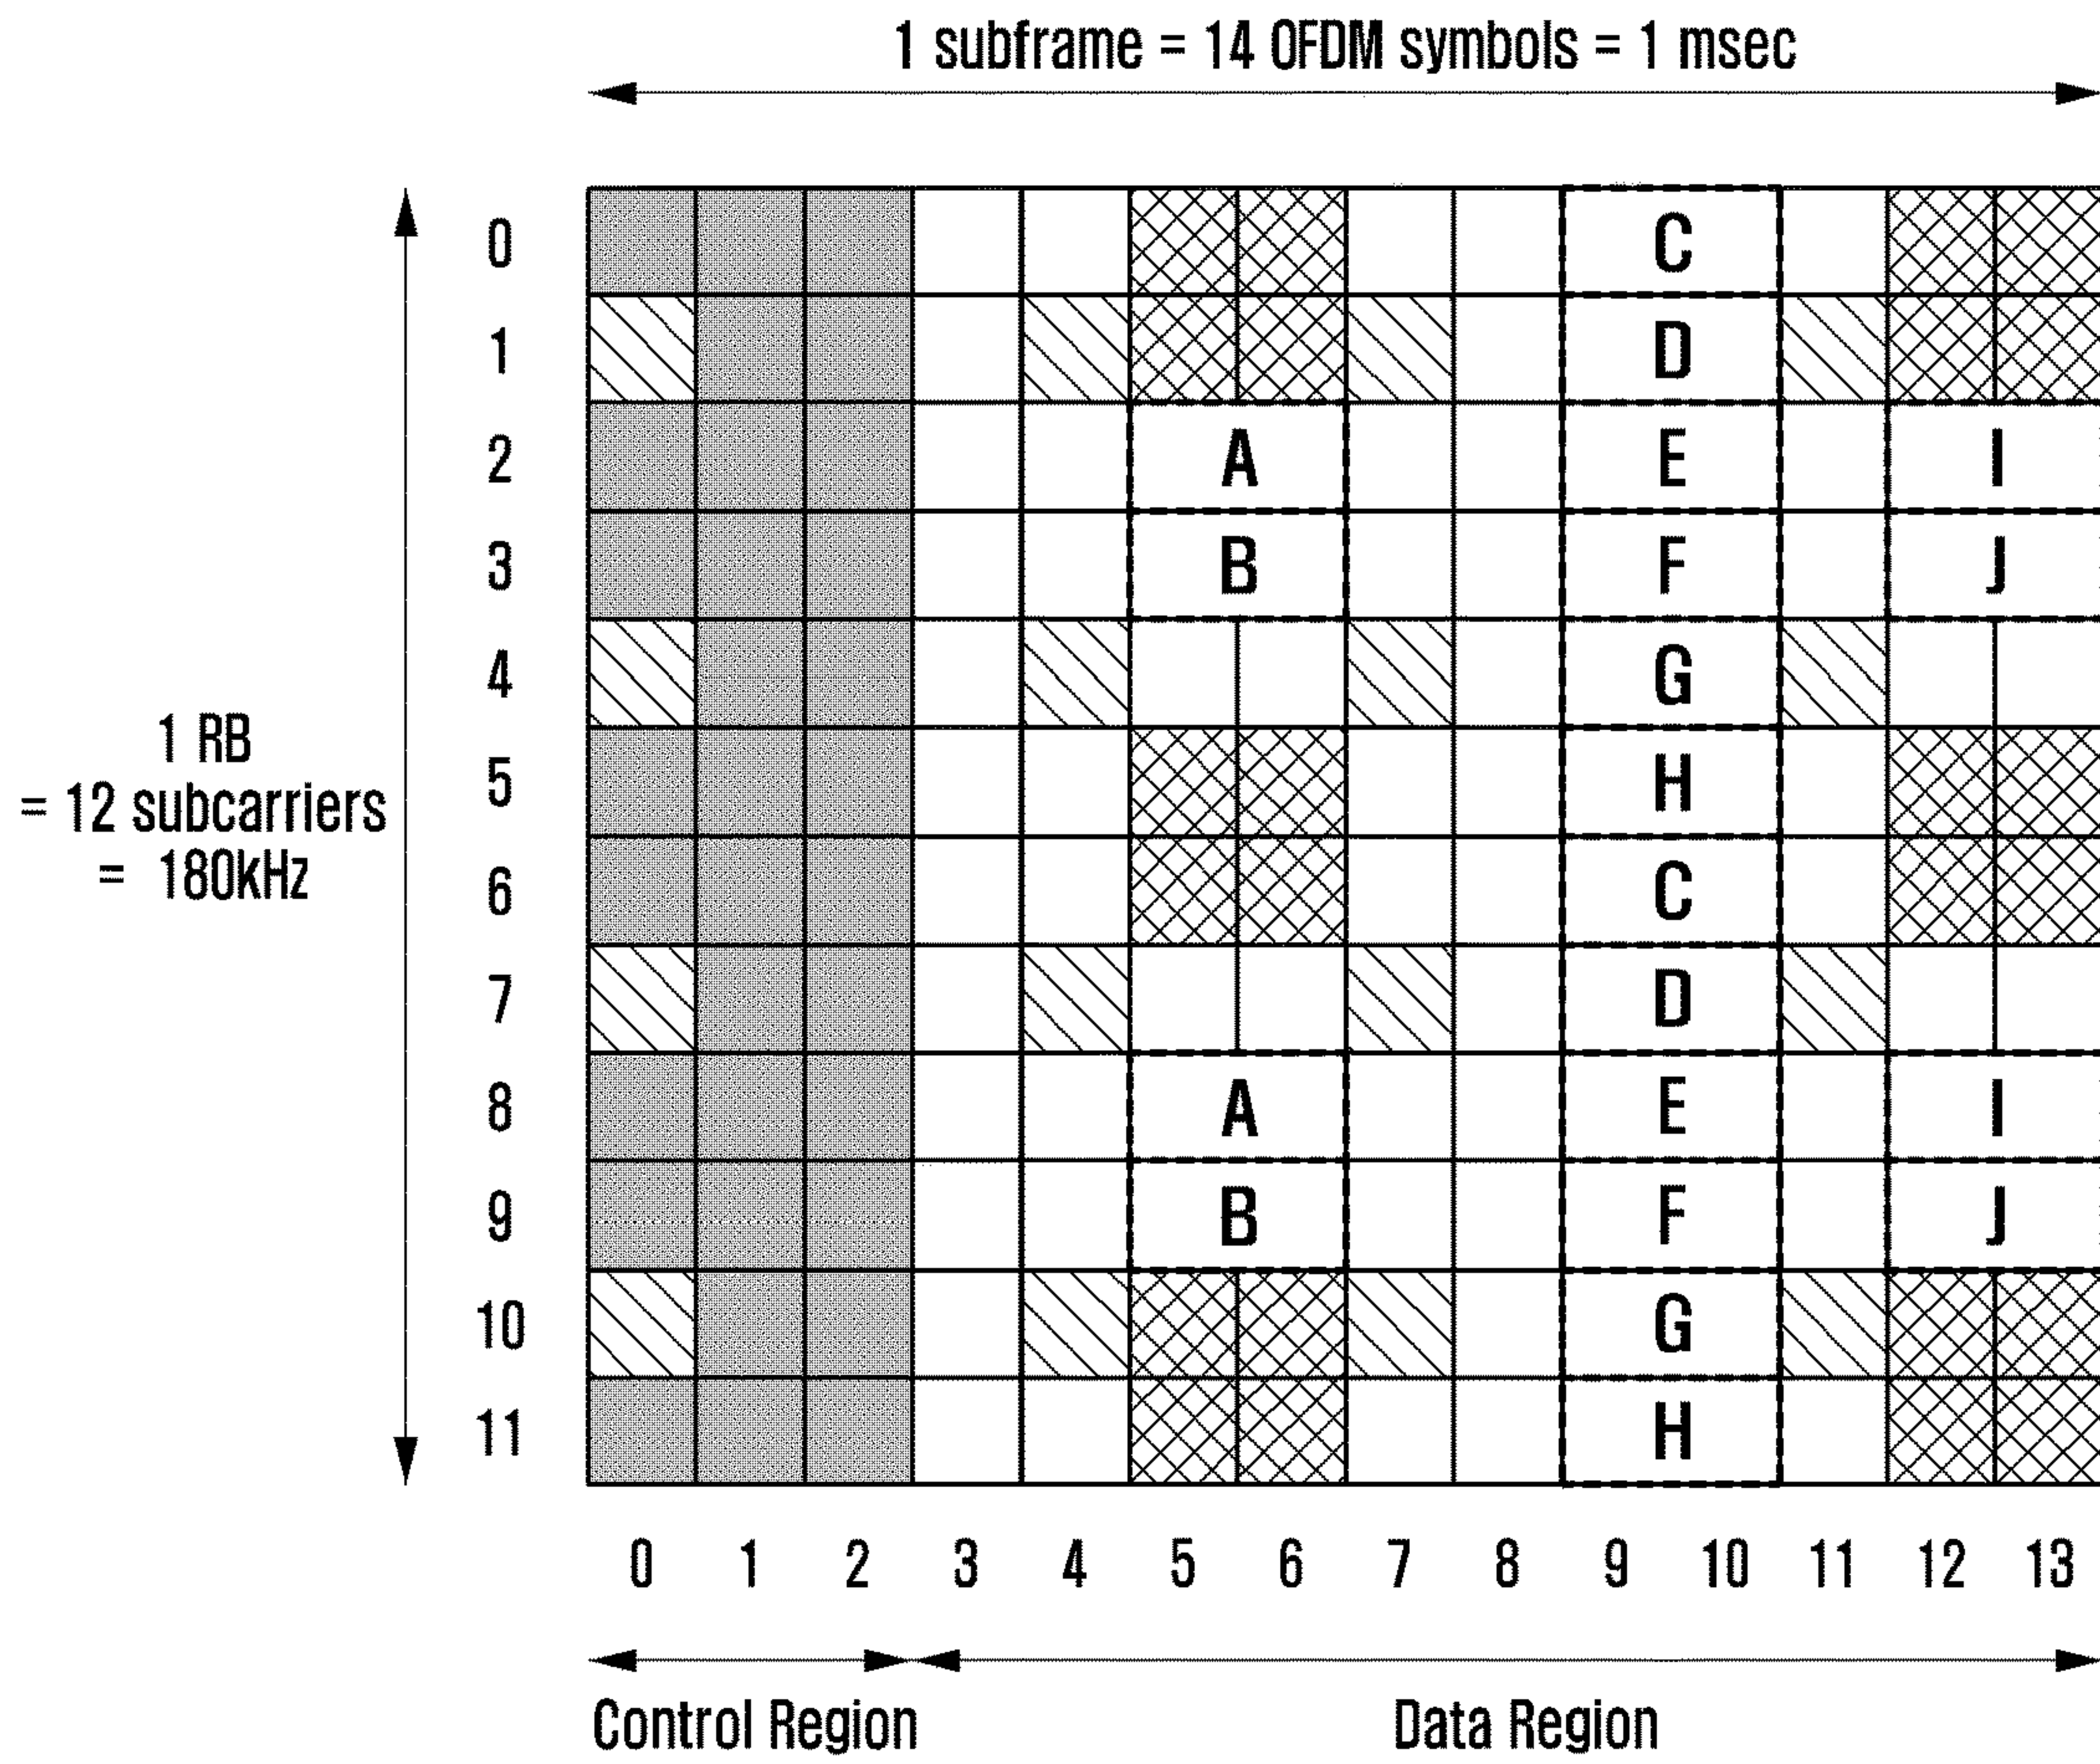 1 subframe = 14 OFDM symbols = 1 msec
0 C
1 D
2 A E I
3 B F J
4 G
1 RB
= 12 subcarriers
= 180kHz
5 H
6 C
7 D
8 A E I
9 B F J
10 G
11 H
0 1 2 3 4 5 6 7 8 9 10 11 12 13
Control Region Data Region